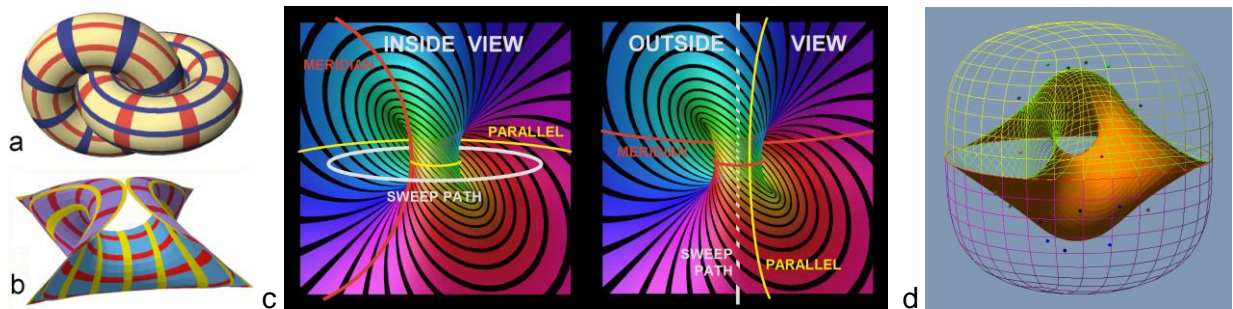 a
b
c
INSIDE VIEW
MERIDIAN
PARALLEL
SWEEP PATH
OUTSIDE VIEW
MERIDIAN
SWEEP
PATH
PARALLEL
d